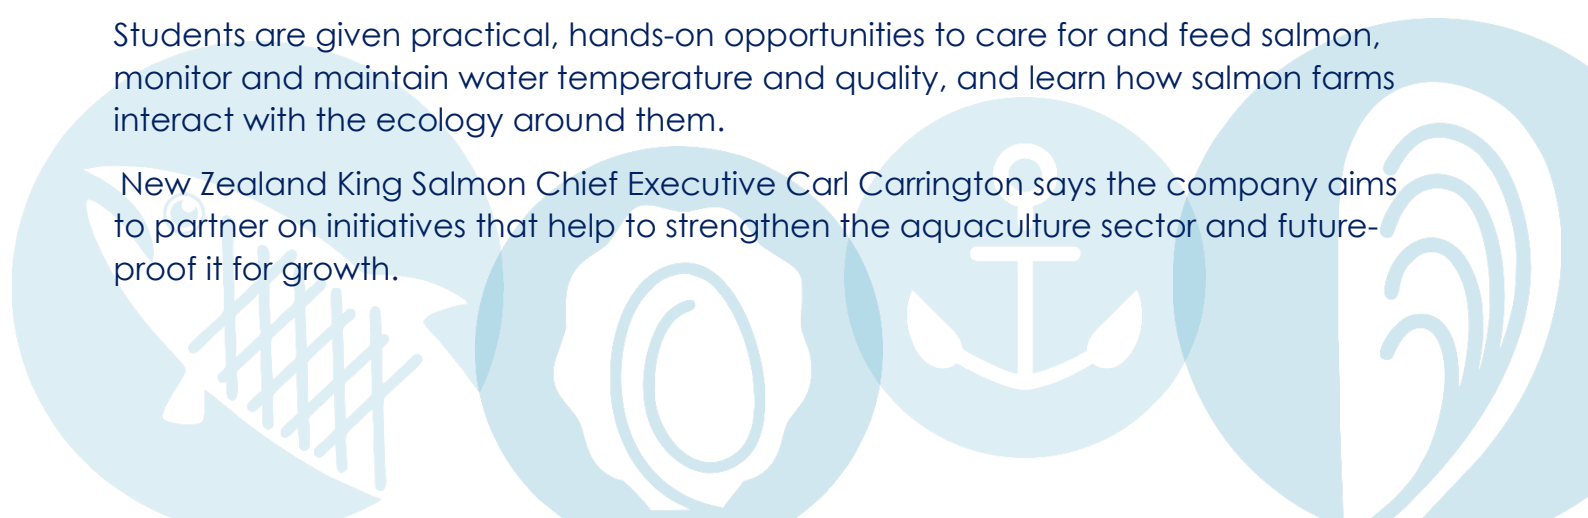 Students are given practical, hands-on opportunities to care for and feed salmon,
monitor and maintain water temperature and quality, and learn how salmon farms
interact with the ecology around them.
New Zealand King Salmon Chief Executive Carl Carrington says the company aims
to partner on initiatives that help to strengthen the aquaculture sector and future-
proof it for growth.